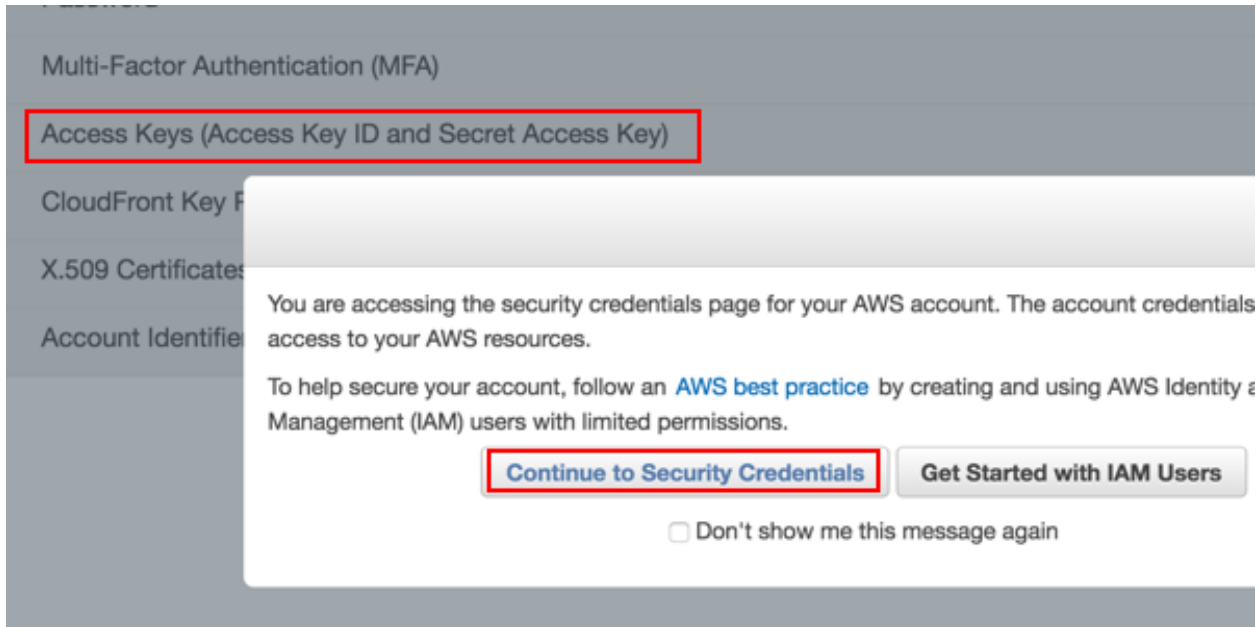 Multi-Factor Authentication (MFA)
Access Keys (Access Key ID and Secret Access Key)
CloudFront Key
X.509 Certificates
You are accessing the security credentials page for your AWS account. The account credentials
Account
access to your AWS resources.
To help secure your account, follow an AWS best practice by creating and using AWS Identity
Management (IAM) users with limited permissions.
Continue to Security Credentials
Get Started with IAM Users
Don't show me this message again